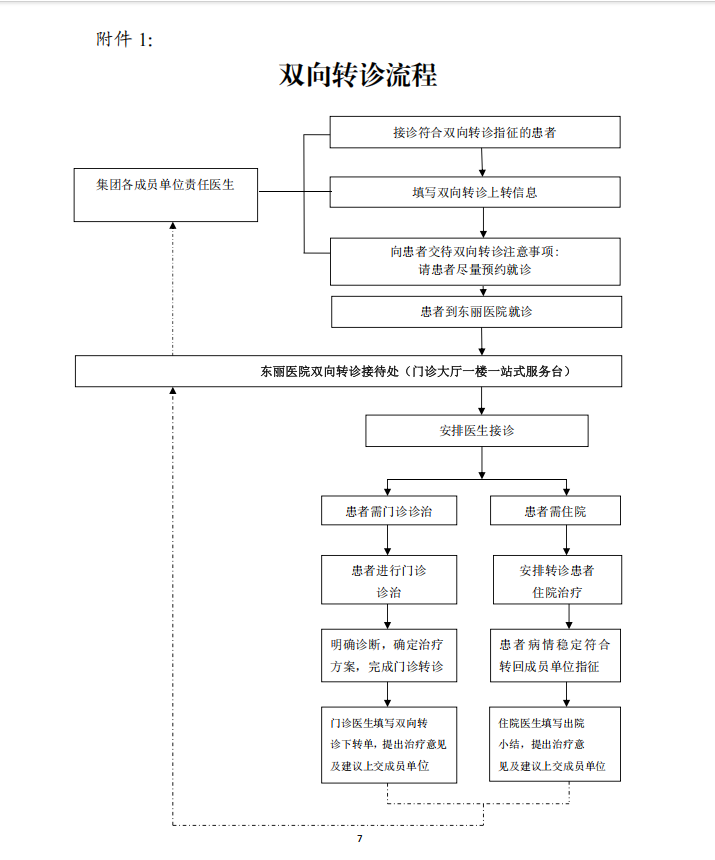 附件 1:
双向转诊流程
接诊符合双向转诊指征的患者
集团各成员单位责任医生
填写双向转诊上转信息
向患者交待双向转诊注意事项:
请患者尽量预约就诊
患者到东丽医院就诊
东丽医院双向转诊接待处（门诊大厅一楼一站式服务台）
安排医生接诊
患者需门诊诊治
患者需住院
患者进行门诊
诊治
安排转诊患者
住院治疗
明确诊断，确定治疗
方案，完成门诊转诊
患者病情稳定符合
转回成员单位指征
门诊医生填写双向转
诊下转单，提出治疗意见
及建议上交成员单位
住院医生填写出院
小结，提出治疗意
见及建议上交成员单位
7